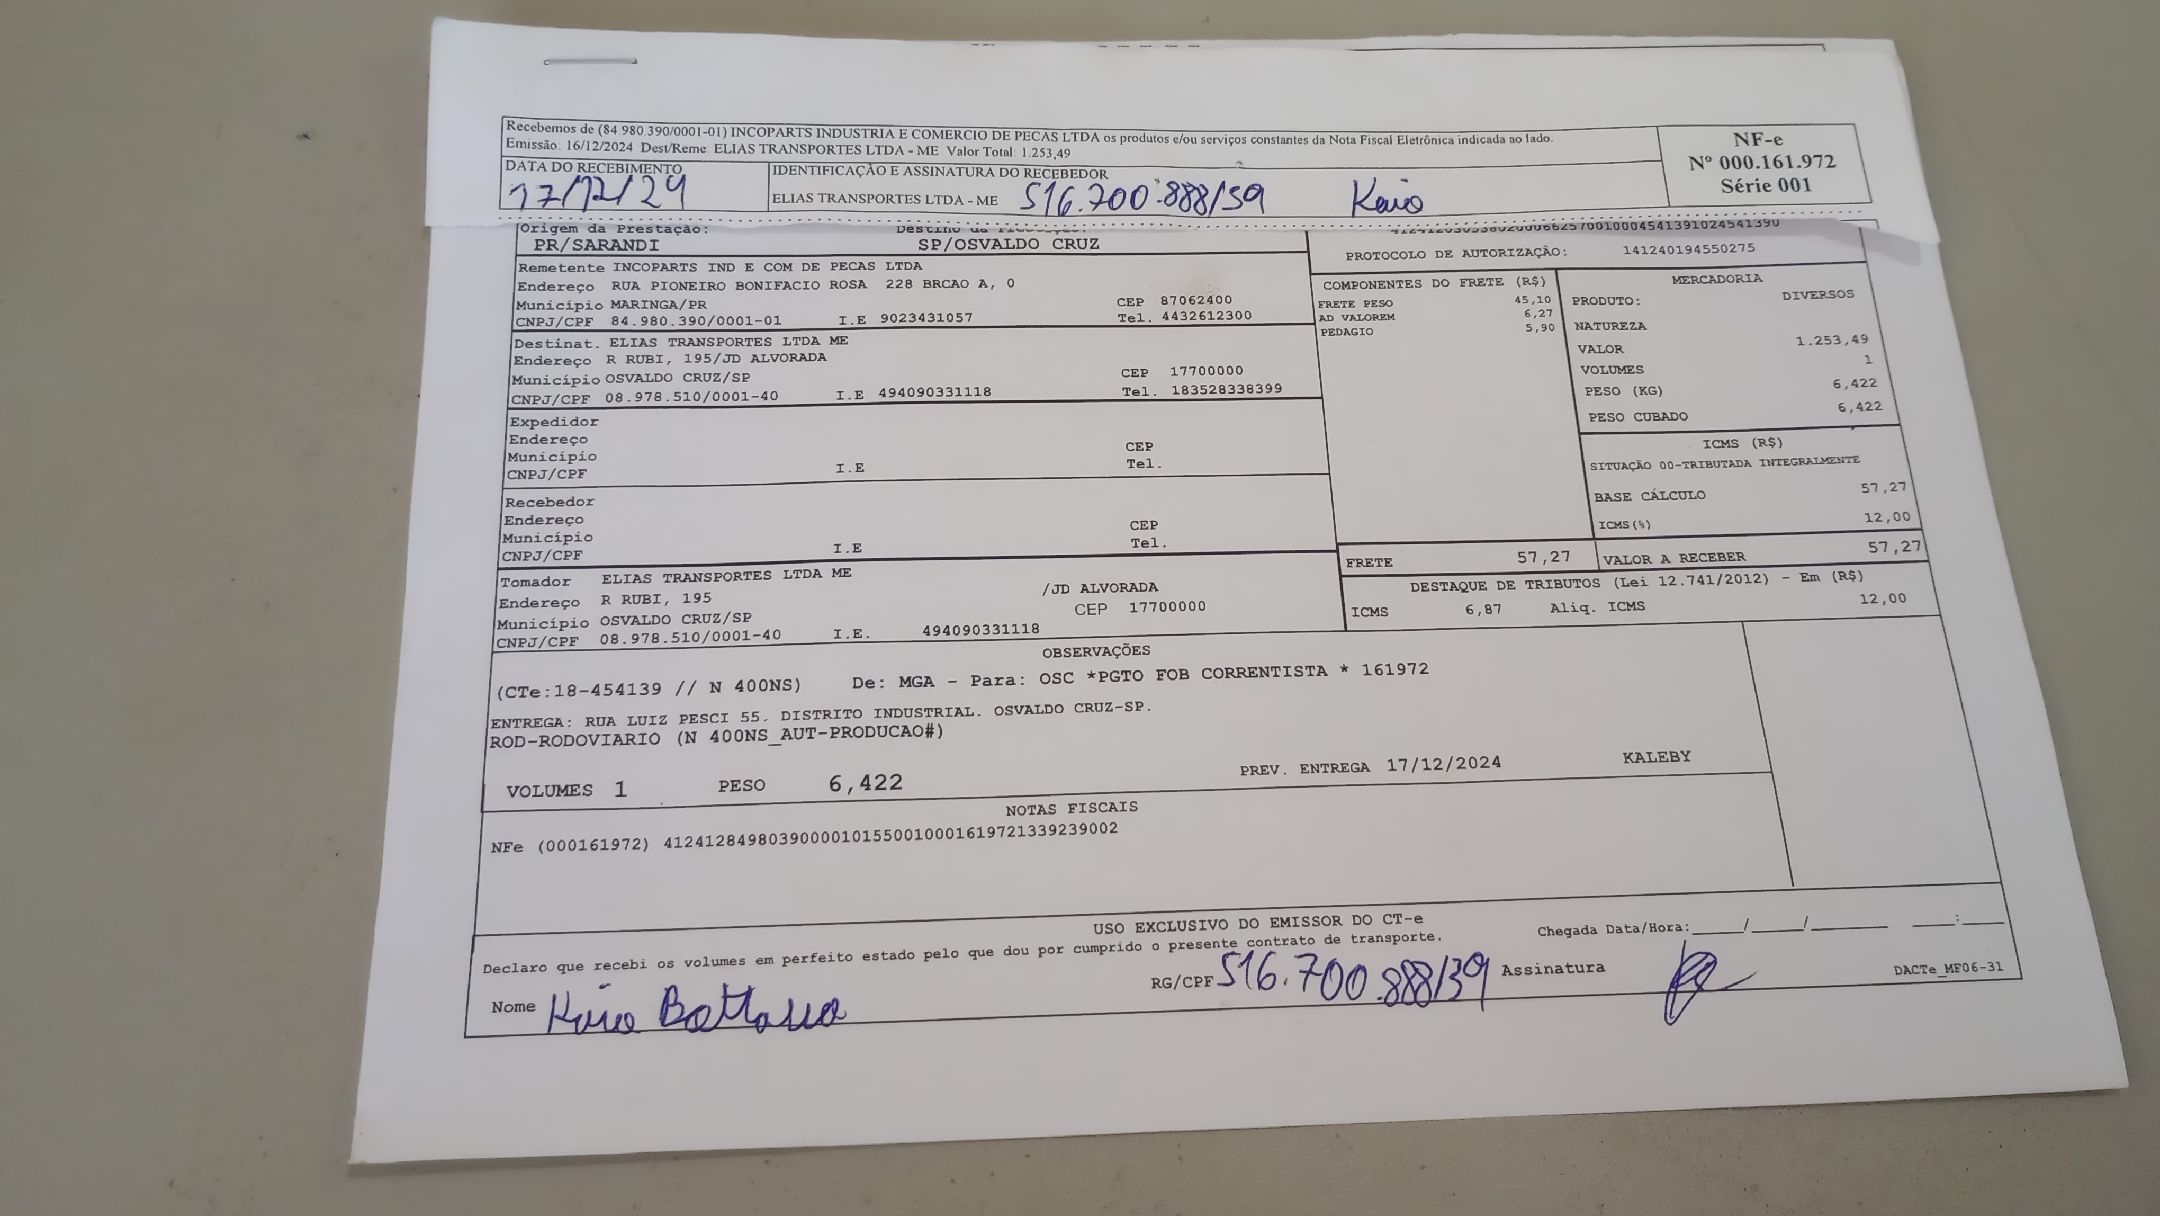 Recebemos de (84.980.390/0001-01) INCOPARTS INDUSTRIA E COMERCIO DE PECAS LTDA os produtos e/ou serviços constantes da Nota Fiscal Eletrônica indicada ao lado.
Emissão: 16/12/2024 Dest/Reme: ELIAS TRANSPORTES LTDA - ME Valor Total: 1.253,49
NF-e
Nº 000.161.972
Série 001
DATA DO RECEBIMENTO
17/12/24
IDENTIFICAÇÃO E ASSINATURA DO RECEBEDOR
ELIAS TRANSPORTES LTDA - ME 516.700.888/39 Kaio
Origem da Prestação:
PR/SARANDI SP/OSVALDO CRUZ
PROTOCOLO DE AUTORIZAÇÃO: 141240194550275
Remetente INCOPARTS IND E COM DE PECAS LTDA
Endereço RUA PIONEIRO BONIFACIO ROSA 228 BRCAO A, 0
Município MARINGA/PR CEP 87062400
CNPJ/CPF 84.980.390/0001-01 I.E 9023431057 Tel. 4432612300
Destinat. ELIAS TRANSPORTES LTDA ME
Endereço R RUBI, 195/JD ALVORADA
Município OSVALDO CRUZ/SP CEP 17700000
CNPJ/CPF 08.978.510/0001-40 I.E 494090331118 Tel. 183528338399
Expedidor
Endereço
Município CEP
CNPJ/CPF I.E Tel.
Recebedor
Endereço
Município CEP
CNPJ/CPF I.E Tel.
Tomador ELIAS TRANSPORTES LTDA ME
Endereço R RUBI, 195 /JD ALVORADA
Município OSVALDO CRUZ/SP CEP 17700000
CNPJ/CPF 08.978.510/0001-40 I.E. 494090331118
COMPONENTES DO FRETE (R$)
FRETE PESO 45,10
AD VALOREM 6,27
PEDAGIO 5,90
MERCADORIA
PRODUTO: DIVERSOS
NATUREZA
VALOR 1.253,49
VOLUMES 1
PESO (KG) 6,422
PESO CUBADO 6,422
ICMS (R$)
SITUAÇÃO 00-TRIBUTADA INTEGRALMENTE
BASE CÁLCULO 57,27
ICMS(%) 12,00
FRETE 57,27 VALOR A RECEBER 57,27
DESTAQUE DE TRIBUTOS (Lei 12.741/2012) - Em (R$)
ICMS 6,87 Aliq. ICMS 12,00
OBSERVAÇÕES
(CTe:18-454139 // N 400NS) De: MGA - Para: OSC *PGTO FOB CORRENTISTA * 161972
ENTREGA: RUA LUIZ PESCI 55. DISTRITO INDUSTRIAL. OSVALDO CRUZ-SP.
ROD-RODOVIARIO (N 400NS_AUT-PRODUCAO#)
VOLUMES 1 PESO 6,422 PREV. ENTREGA 17/12/2024 KALEBY
NOTAS FISCAIS
NFe (000161972) 41241284980390000101550010001619721339239002
USO EXCLUSIVO DO EMISSOR DO CT-e
Declaro que recebi os volumes em perfeito estado pelo que dou por cumprido o presente contrato de transporte.
Chegada Data/Hora:____/____/______ ___:___
Nome Kaio RG/CPF 516.700.888/39 Assinatura DACTe_MF06-31